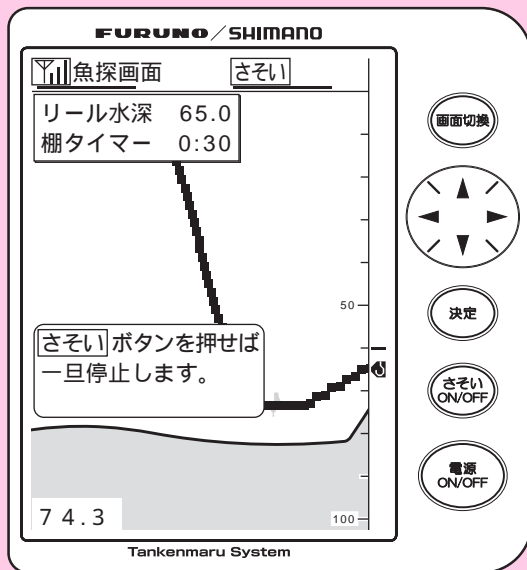 FURUNO/SHIMANO
魚探画面 さそい
リール水深 65.0
棚タイマー 0:30
50
さそい ボタンを押せば
一旦停止します。
74.3
100
Tankenmaru System
画面切換
決定
さそい
ON/OFF
電源
ON/OFF